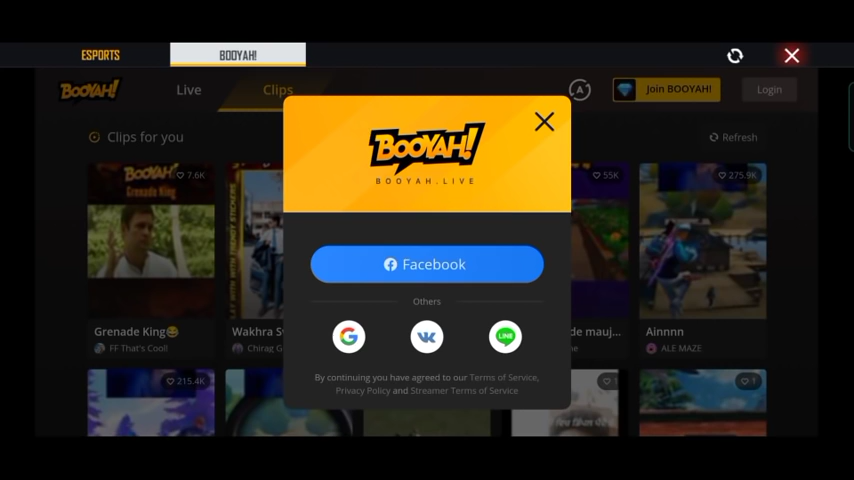 ESPORTS
BOOYAH!
BOOYAH!
Live
Clips
A
Join BOOYAH!
Login
Clips for you
Refresh
BOOYAH!
BOOYAH.LIVE
Facebook
Others
By continuing you have agreed to our Terms of Service,
Privacy Policy and Streamer Terms of Service
BOOYAH!
Grenade King
7.6K
55K
275.9K
Grenade King😂
FF That's Cool!
Wakhra S
Chirag G
de mauj...
Ainnnn
ALE MAZE
215.4K